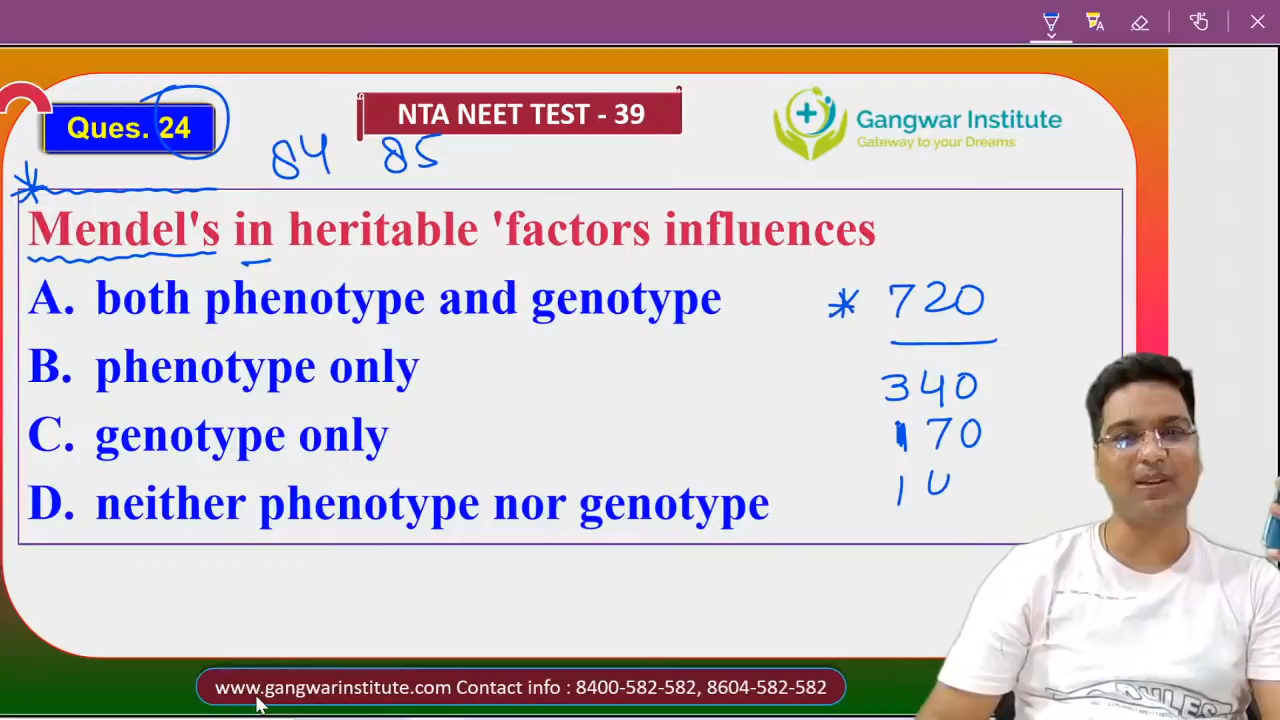 Ques. 24
NTA NEET TEST - 39
Gangwar Institute
Gateway to your Dreams
84 85
Mendel's in heritable 'factors influences
A. both phenotype and genotype
B. phenotype only
C. genotype only
D. neither phenotype nor genotype
* 720
340
170
www.gangwarinstitute.com Contact info : 8400-582-582, 8604-582-582